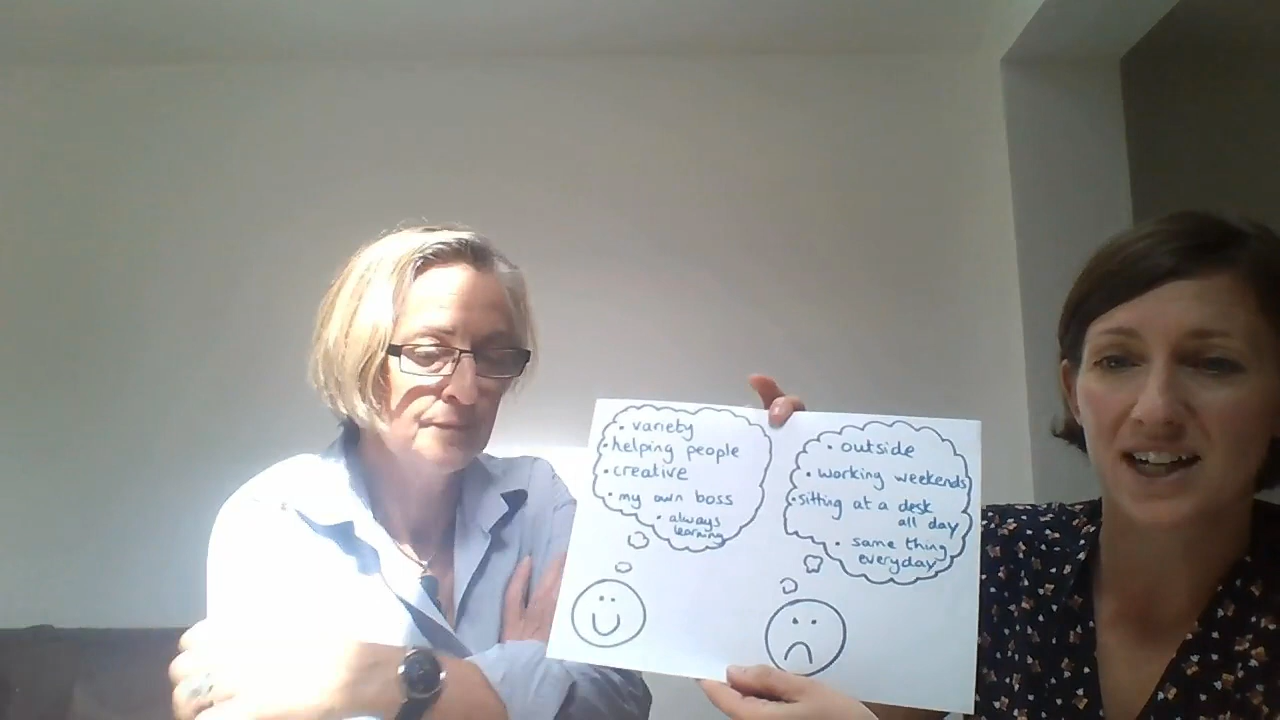 • variety
• helping people
• creative
• my own boss
• always
learning
• outside
• working weekends
• sitting at a desk
all day
• same thing
everyday